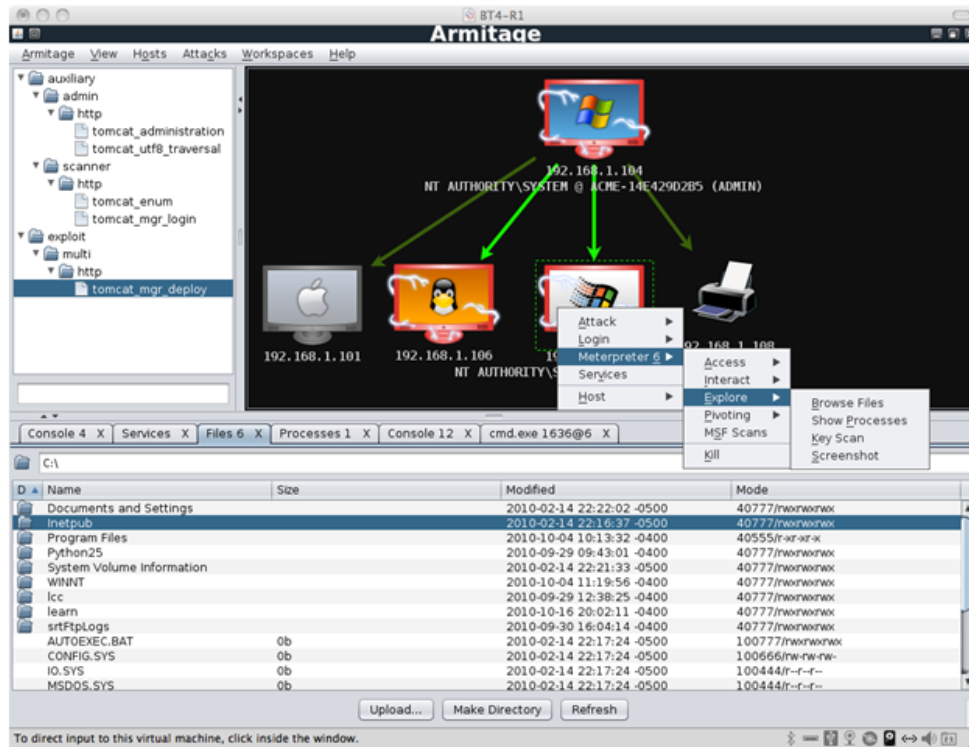 BT4-R1
Armitage
Armitage View Hosts Attacks Workspaces Help
auxiliary
admin
http
tomcat_administration
tomcat_utf8_traversal
scanner
http
tomcat_enum
tomcat_mgr_login
exploit
multi
http
tomcat_mgr_deploy
192.168.1.104
NT AUTHORITY\SYSTEM @ ACME-14E429D2B5 (ADMIN)
192.168.1.101
192.168.1.106
NT AUTHORITY\S
Attack
Login
Meterpreter 6
Services
Host
Access
Interact
Explore
Pivoting
MSF Scans
Kill
Browse Files
Show Processes
Key Scan
Screenshot
Console 4 X Services X Files 6 X Processes 1 X Console 12 X cmd.exe 1636@6 X
C:\
D Name Size Modified Mode
Documents and Settings 2010-02-14 22:22:02 -0500 40777/rwxrwxrwx
Inetpub 2010-02-14 22:16:37 -0500 40777/rwxrwxrwx
Program Files 2010-10-04 10:13:32 -0400 40555/r-xr-xr-x
Python25 2010-09-29 09:43:01 -0400 40777/rwxrwxrwx
System Volume Information 2010-02-14 22:21:33 -0500 40777/rwxrwxrwx
WINNT 2010-10-04 11:19:56 -0400 40777/rwxrwxrwx
lcc 2010-09-29 12:38:25 -0400 40777/rwxrwxrwx
learn 2010-10-16 20:02:11 -0400 40777/rwxrwxrwx
srtFtpLogs 2010-09-30 16:04:14 -0400 40777/rwxrwxrwx
AUTOEXEC.BAT 0b 2010-02-14 22:17:24 -0500 100777/rwxrwxrwx
CONFIG.SYS 0b 2010-02-14 22:17:24 -0500 100666/rw-rw-rw-
IO.SYS 0b 2010-02-14 22:17:24 -0500 100444/r--r--r--
MSDOS.SYS 0b 2010-02-14 22:17:24 -0500 100444/r--r--r--
Upload... Make Directory Refresh
To direct input to this virtual machine, click inside the window.